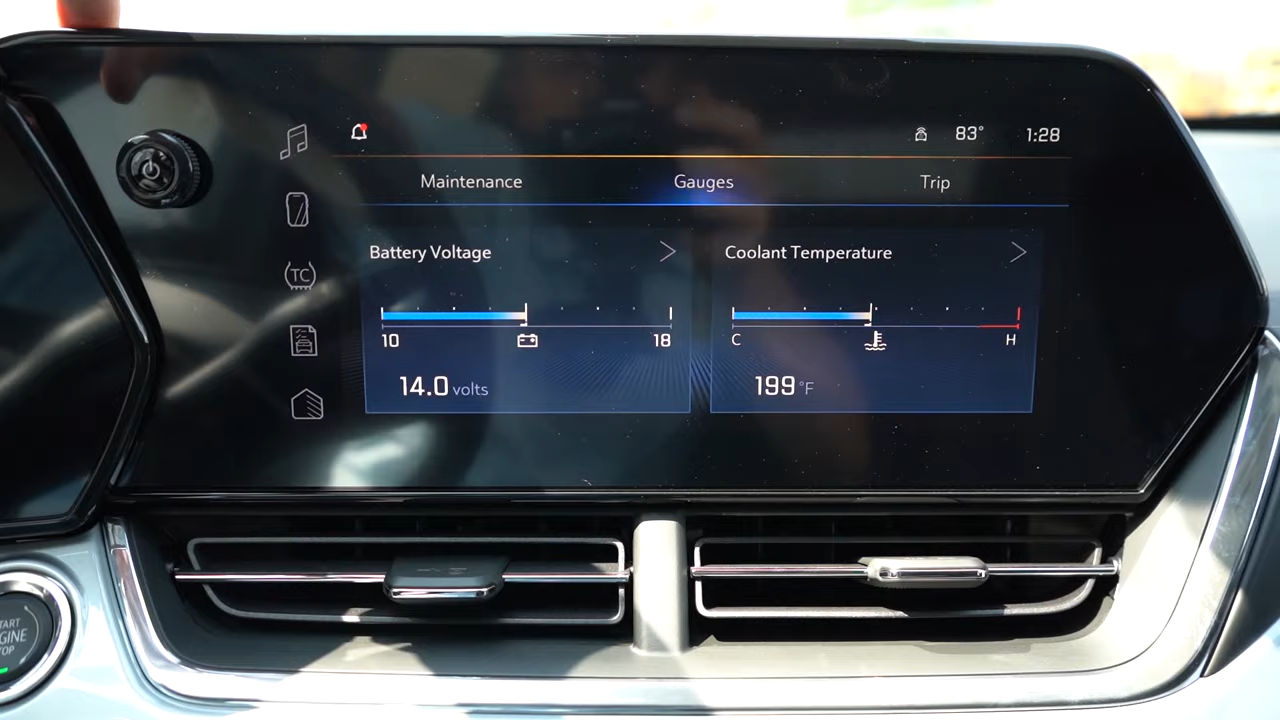 83° 1:28
Maintenance Gauges Trip
Battery Voltage
10 18
14.0 volts
Coolant Temperature
C H
199 °F
TC
START
ENGINE
STOP